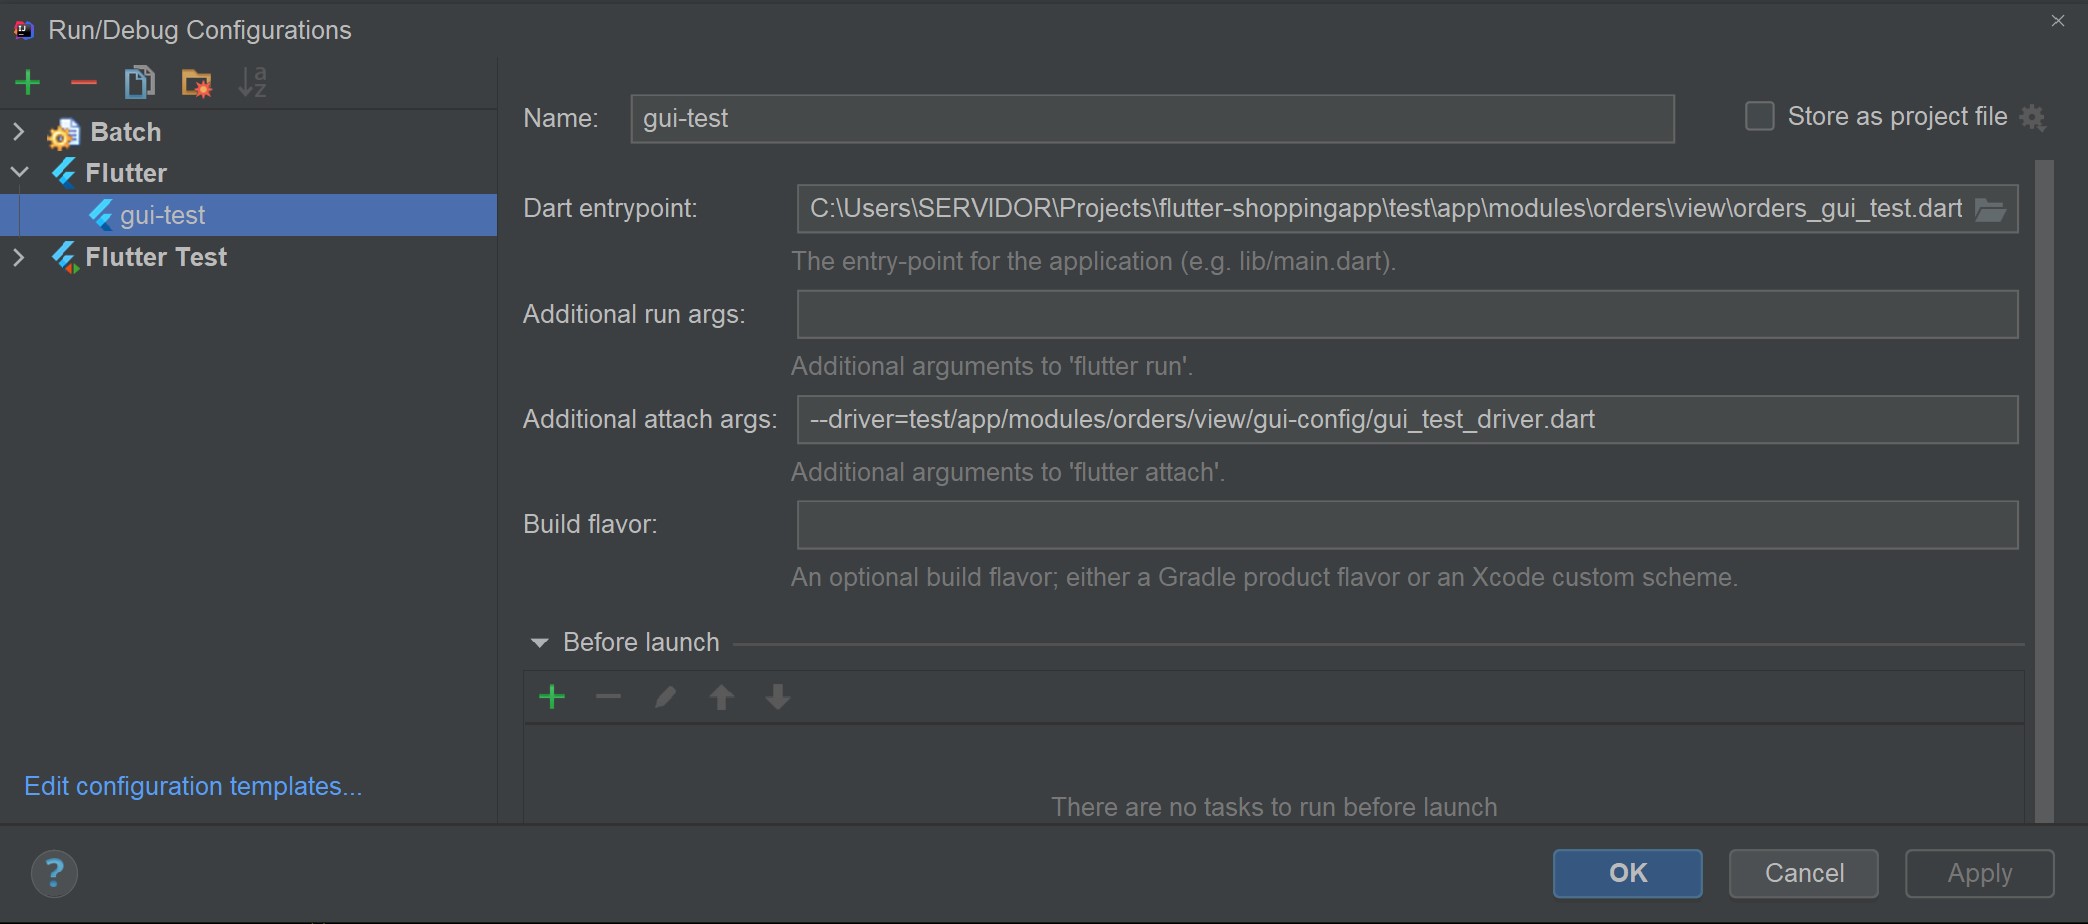 Run/Debug Configurations
Batch
Flutter
gui-test
Flutter Test
Edit configuration templates...
Name: gui-test
Store as project file
Dart entrypoint: C:\Users\SERVIDOR\Projects\flutter-shoppingapp\test\app\modules\orders\view\orders_gui_test.dart
The entry-point for the application (e.g. lib/main.dart).
Additional run args:
Additional arguments to 'flutter run'.
Additional attach args: --driver=test/app/modules/orders/view/gui-config/gui_test_driver.dart
Additional arguments to 'flutter attach'.
Build flavor:
An optional build flavor; either a Gradle product flavor or an Xcode custom scheme.
Before launch
There are no tasks to run before launch
?
OK Cancel Apply